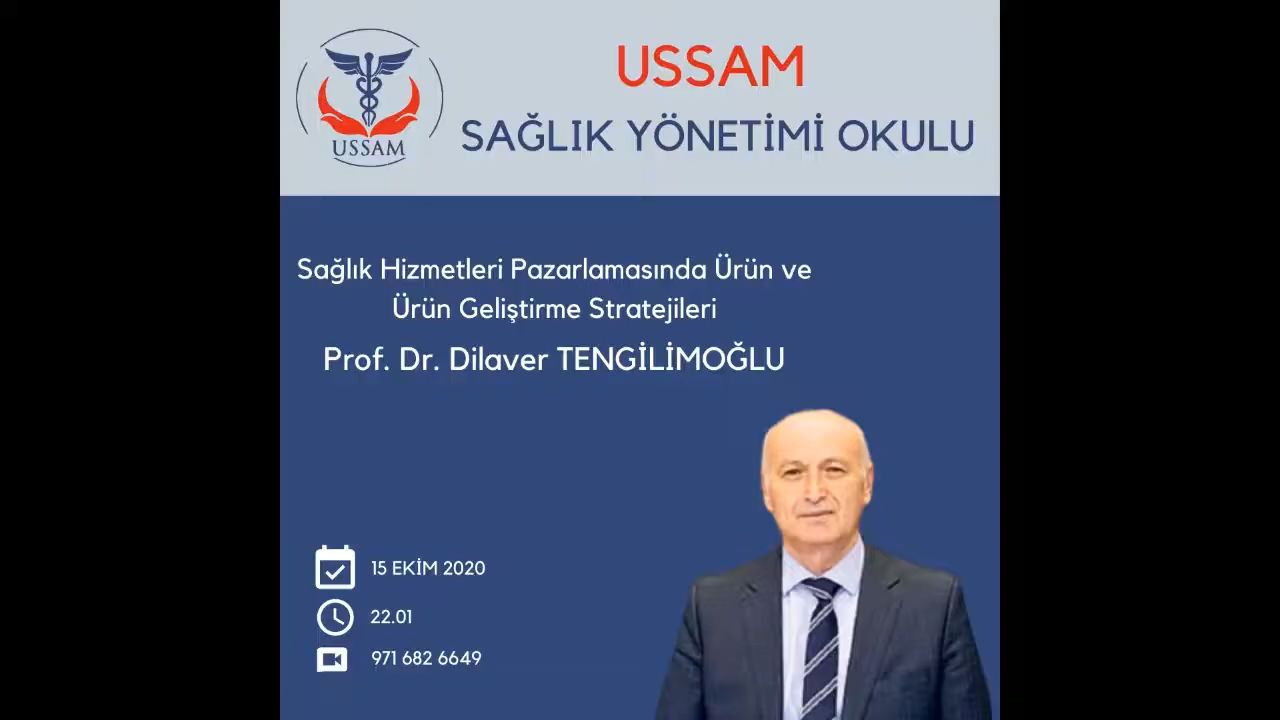 USSAM
USSAM
SAĞLIK YÖNETİMİ OKULU
Sağlık Hizmetleri Pazarlamasında Ürün ve
Ürün Geliştirme Stratejileri
Prof. Dr. Dilaver TENGİLİMOĞLU
15 EKİM 2020
22.01
971 682 6649